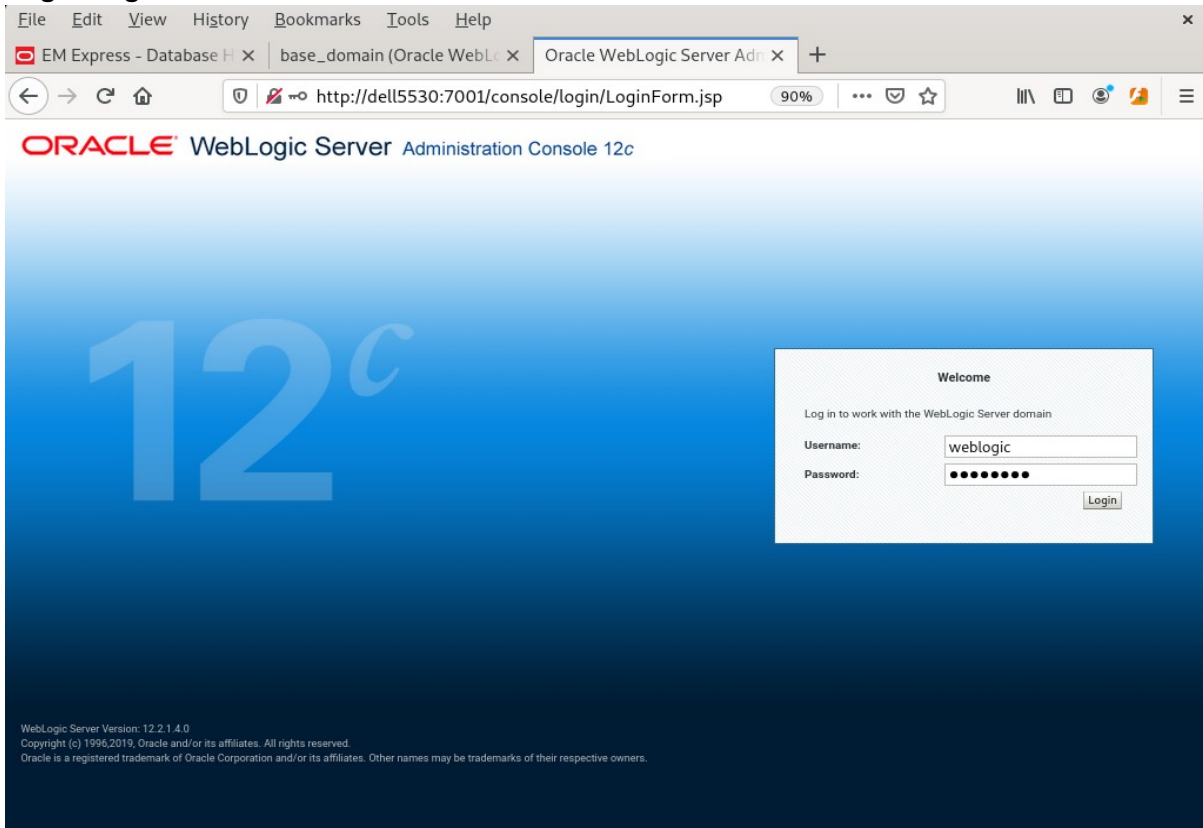 File Edit View History Bookmarks Tools Help
EM Express - Database H base_domain (Oracle WebLo Oracle WebLogic Server Adm
http://dell5530:7001/console/login/LoginForm.jsp 90%
ORACLE WebLogic Server Administration Console 12c
12c
Welcome
Log in to work with the WebLogic Server domain
Username: weblogic
Password: ●●●●●●●●
Login
WebLogic Server Version: 12.2.1.4.0
Copyright (c) 1996,2019, Oracle and/or its affiliates. All rights reserved.
Oracle is a registered trademark of Oracle Corporation and/or its affiliates. Other names may be trademarks of their respective owners.